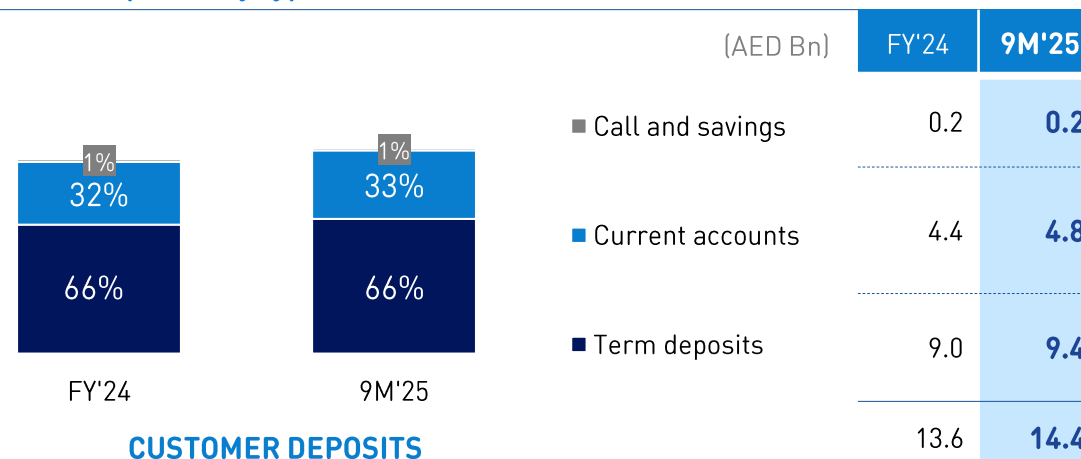 (AED Bn) FY'24 9M'25
Call and savings 0.2 0.2
1% 1%
32% 33%
Current accounts 4.4 4.8
66% 66%
Term deposits 9.0 9.4
FY'24 9M'25
13.6 14.4
CUSTOMER DEPOSITS